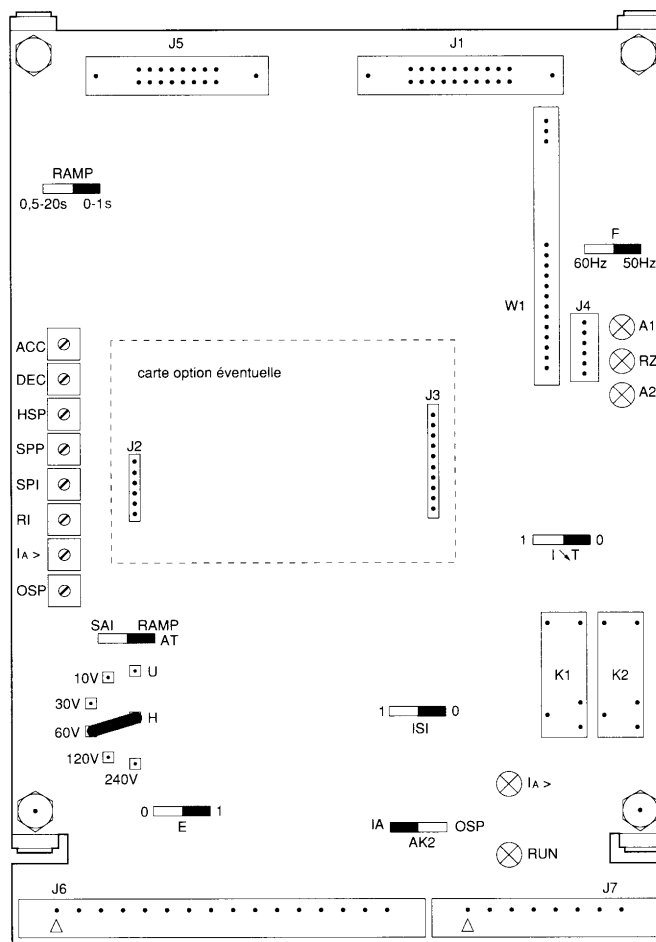 J5
J1
RAMP
0,5-20s 0-1s
F
60Hz 50Hz
W1
J4
A1
RZ
A2
ACC
DEC
HSP
SPP
SPI
RI
IA >
OSP
carte option éventuelle
J2
J3
1 0
I↘T
SAI RAMP
AT
10V
U
30V
60V
H
120V
240V
K1 K2
1 0
ISI
IA >
0 1
E
IA OSP
AK2
RUN
J6
J7